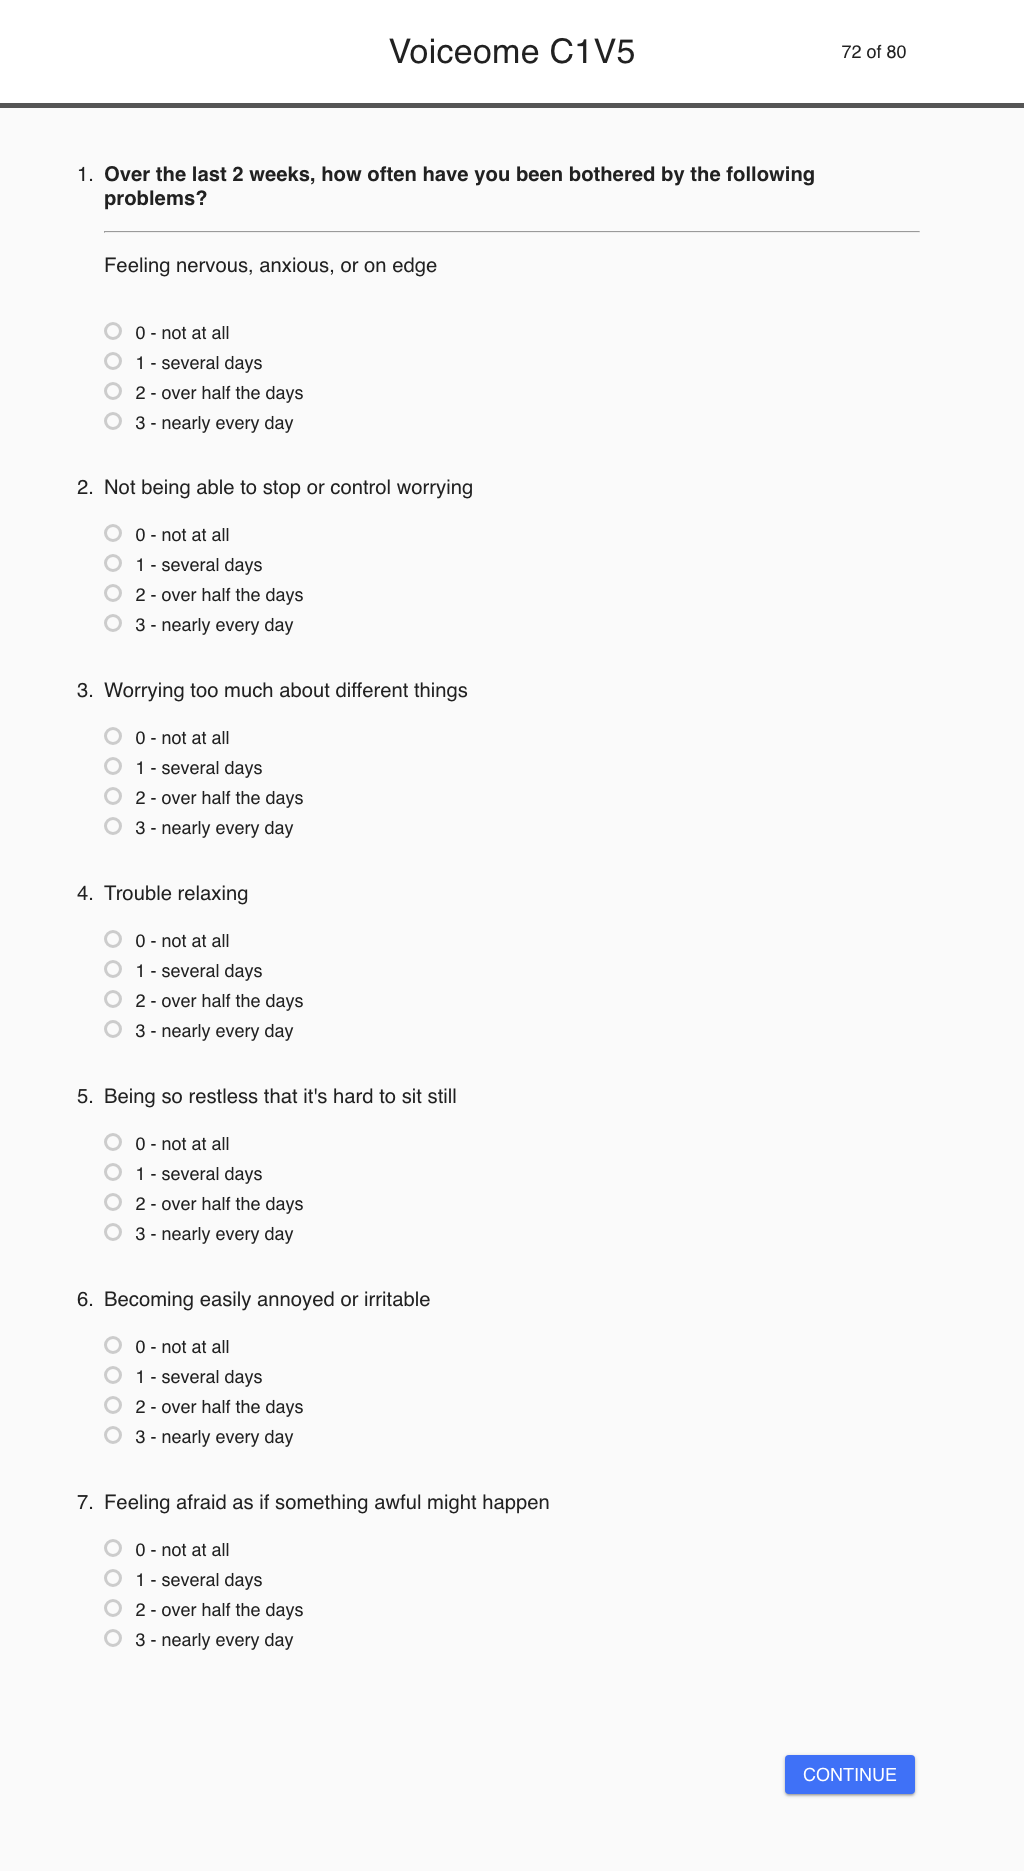 Voiceome C1V5
72 of 80
1. Over the last 2 weeks, how often have you been bothered by the following
problems?
Feeling nervous, anxious, or on edge
0 - not at all
1 - several days
2 - over half the days
3 - nearly every day
2. Not being able to stop or control worrying
0 - not at all
1 - several days
2 - over half the days
3 - nearly every day
3. Worrying too much about different things
0 - not at all
1 - several days
2 - over half the days
3 - nearly every day
4. Trouble relaxing
0 - not at all
1 - several days
2 - over half the days
3 - nearly every day
5. Being so restless that it's hard to sit still
0 - not at all
1 - several days
2 - over half the days
3 - nearly every day
6. Becoming easily annoyed or irritable
0 - not at all
1 - several days
2 - over half the days
3 - nearly every day
7. Feeling afraid as if something awful might happen
0 - not at all
1 - several days
2 - over half the days
3 - nearly every day
CONTINUE